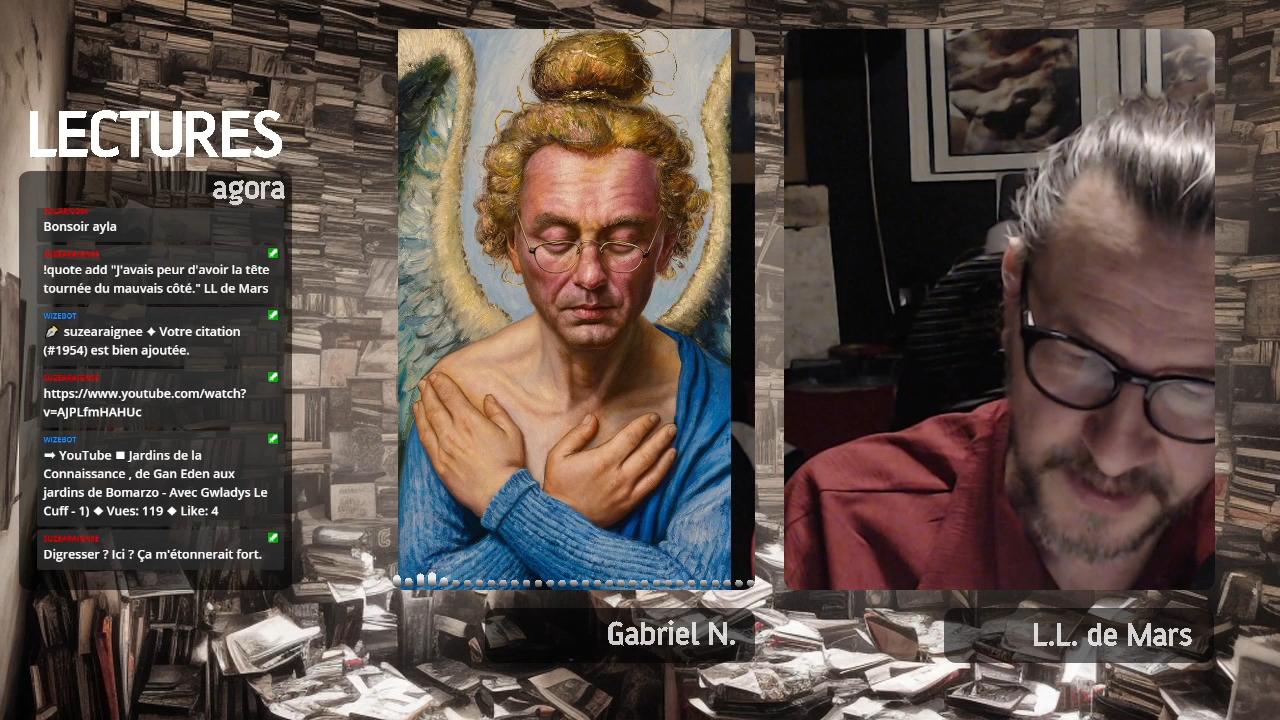 LECTURES
agora
Bonsoir ayla
SUZEARAIGNEE
!quote add "J'avais peur d'avoir la tête
tournée du mauvais côté." LL de Mars
WIZEBOT
suzearaignee ✦ Votre citation
(#1954) est bien ajoutée.
SUZEARAIGNEE
https://www.youtube.com/watch?
v=AJPLfmHAHUc
WIZEBOT
➡ YouTube ■ Jardins de la
Connaissance , de Gan Eden aux
jardins de Bomarzo - Avec Gwladys Le
Cuff - 1) ◆ Vues: 119 ◆ Like: 4
SUZEARAIGNEE
Digresser ? Ici ? Ça m'étonnerait fort.
Gabriel N.
L.L. de Mars